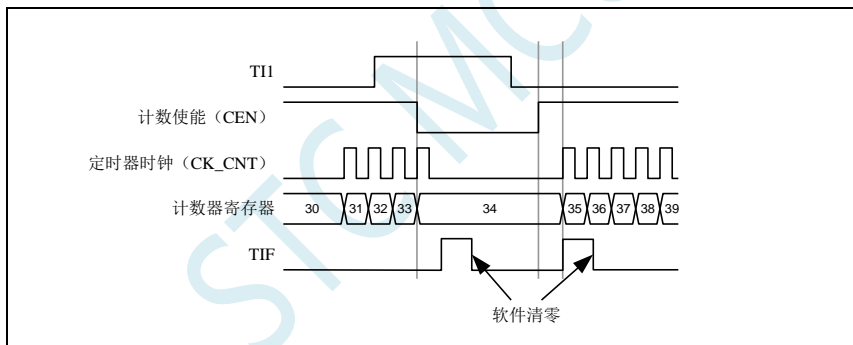 STCMCU
TI1
计数使能（CEN）
定时器时钟（CK_CNT）
计数器寄存器 30 31 32 33 34 35 36 37 38 39
TIF
软件清零